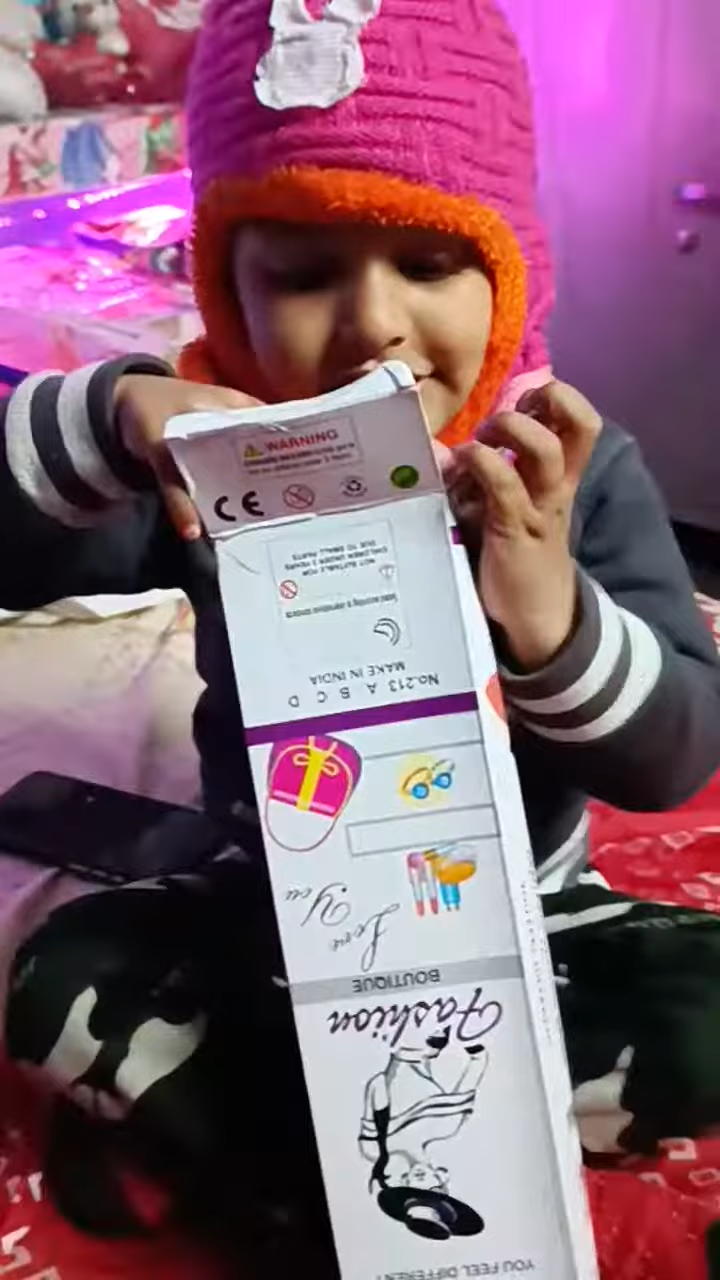 WARNING
CE
YOU FEEL DIFFERENT
Fashion
BOUTIQUE
Love
You
No.213 A B C D
MAKE IN INDIA
NOT SUITABLE FOR
CHILDREN UNDER 3 YEARS
DUE TO SMALL PARTS